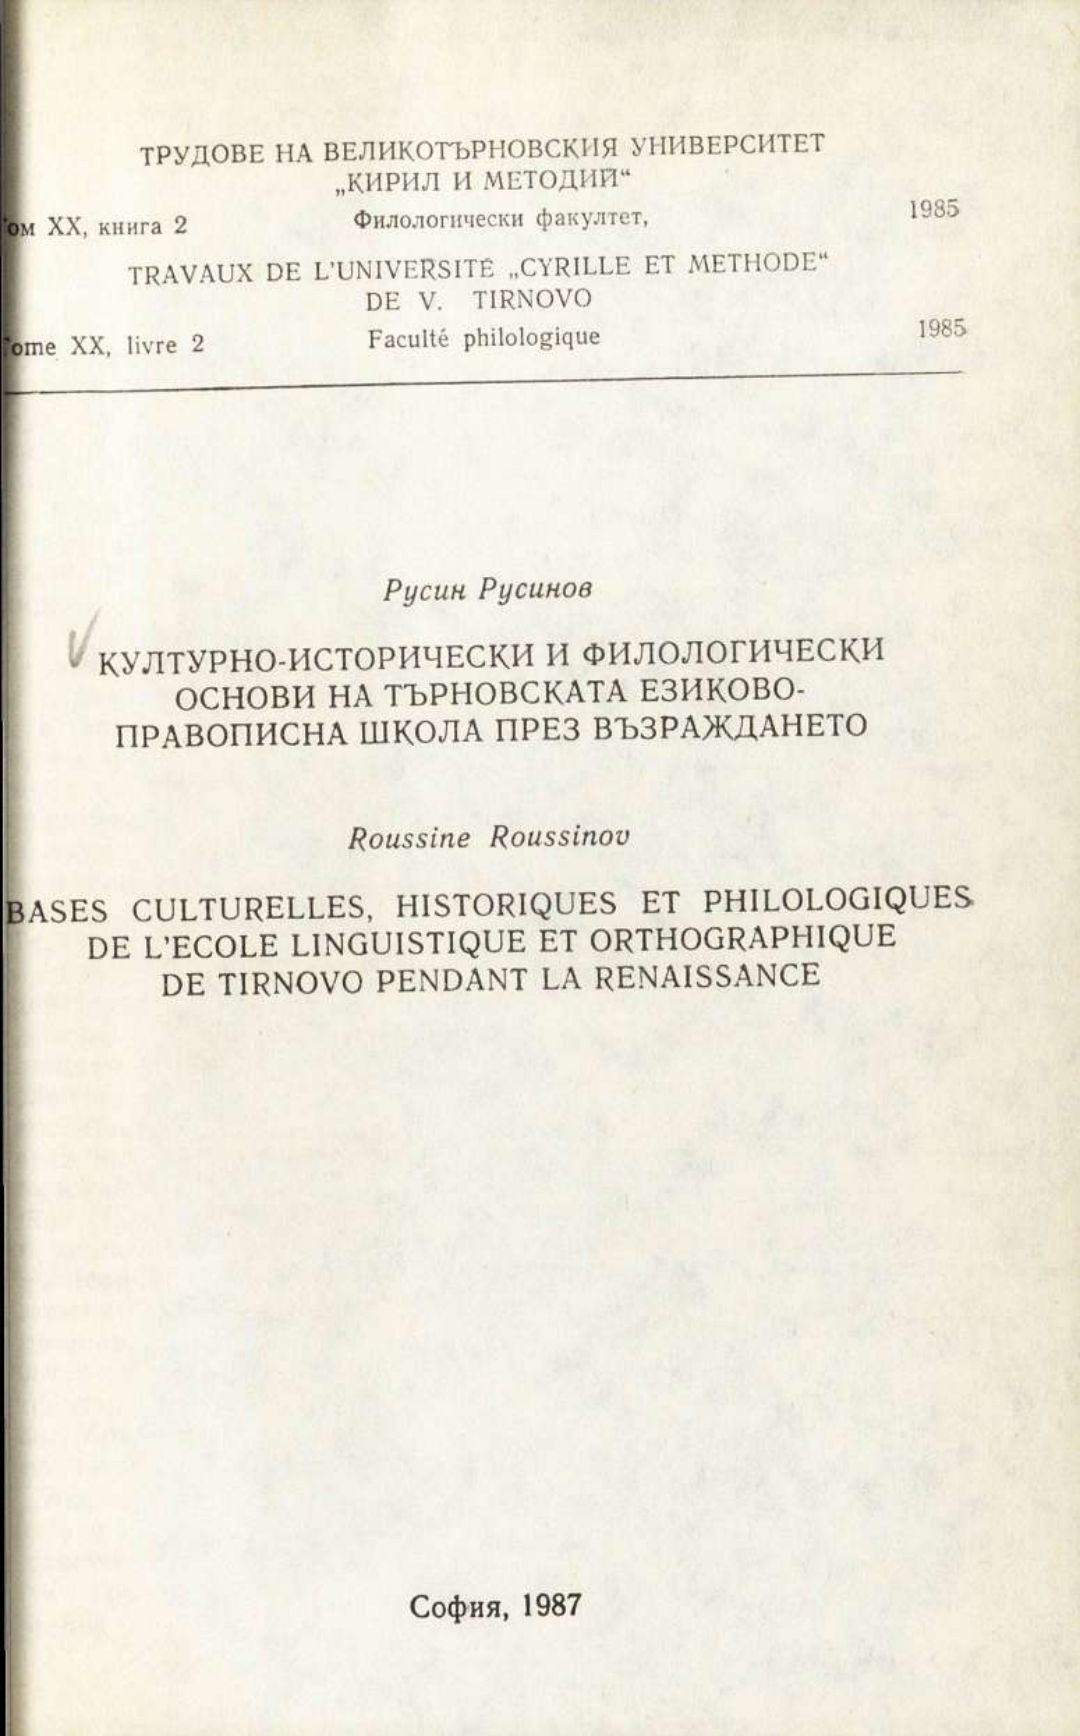 ТРУДОВЕ НА ВЕЛИКОТЪРНОВСКИЯ УНИВЕРСИТЕТ
„КИРИЛ И МЕТОДИЙ“
ом XX, книга 2 Филологически факултет, 1985
TRAVAUX DE L'UNIVERSITÉ „CYRILLE ET METHODE“
DE V. TIRNOVO
ome XX, livre 2 Faculté philologique 1985
Русин Русинов
КУЛТУРНО-ИСТОРИЧЕСКИ И ФИЛОЛОГИЧЕСКИ
ОСНОВИ НА ТЪРНОВСКАТА ЕЗИКОВО-
ПРАВОПИСНА ШКОЛА ПРЕЗ ВЪЗРАЖДАНЕТО
Roussine Roussinov
BASES CULTURELLES, HISTORIQUES ET PHILOLOGIQUES
DE L'ECOLE LINGUISTIQUE ET ORTHOGRAPHIQUE
DE TIRNOVO PENDANT LA RENAISSANCE
София, 1987